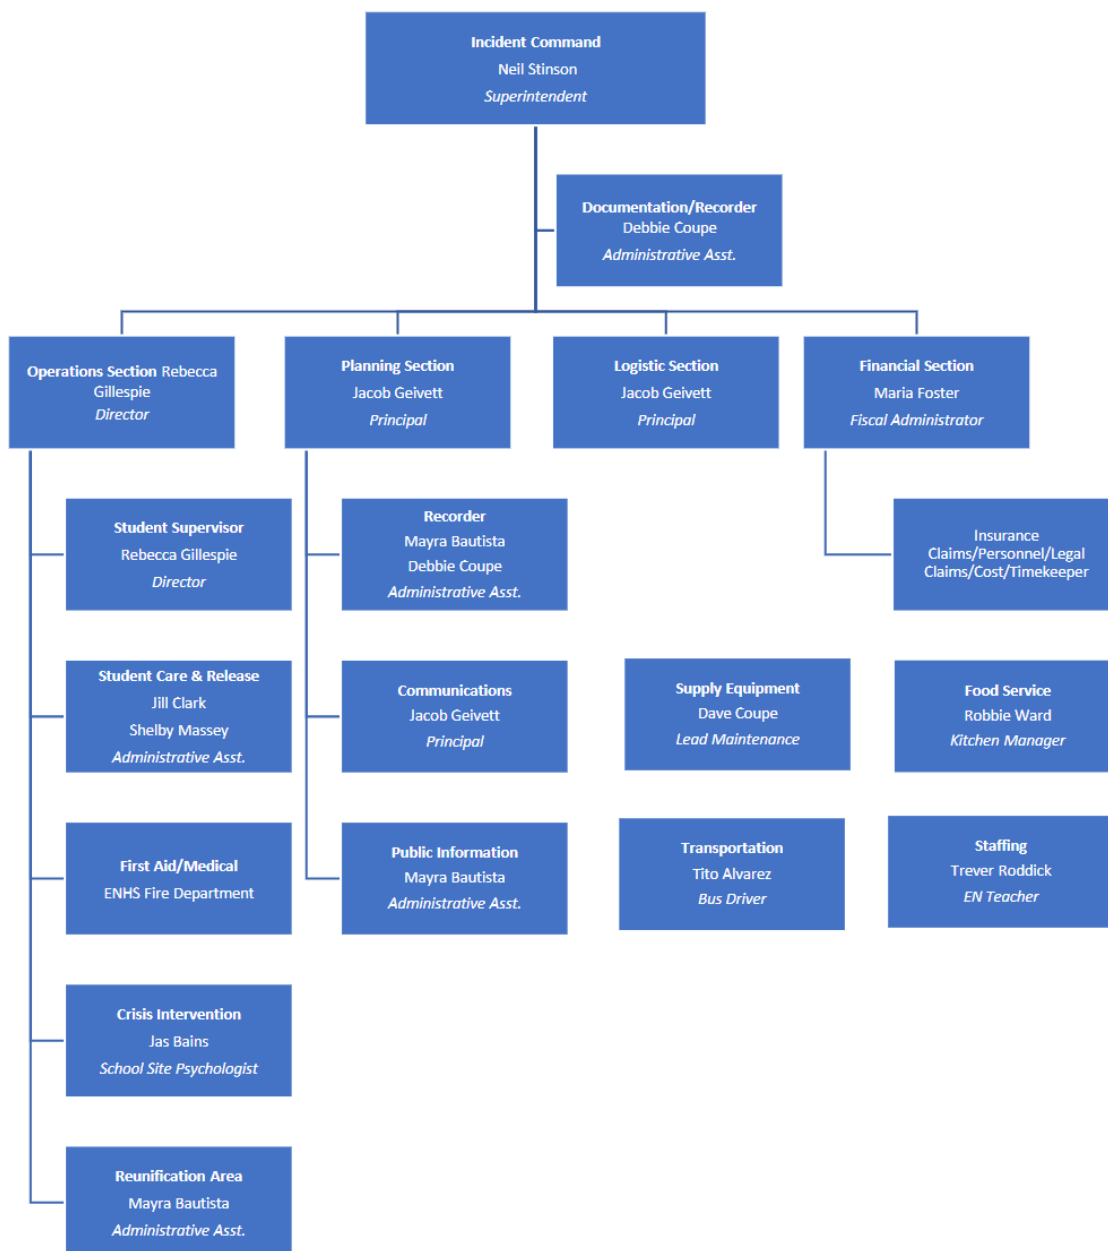 Incident Command
Neil Stinson
Superintendent
Documentation/Recorder
Debbie Coupe
Administrative Asst.
Operations Section Rebecca
Gillespie
Director
Planning Section
Jacob Geivett
Principal
Logistic Section
Jacob Geivett
Principal
Financial Section
Maria Foster
Fiscal Administrator
Student Supervisor
Rebecca Gillespie
Director
Recorder
Mayra Bautista
Debbie Coupe
Administrative Asst.
Insurance
Claims/Personnel/Legal
Claims/Cost/Timekeeper
Student Care & Release
Jill Clark
Shelby Massey
Administrative Asst.
Communications
Jacob Geivett
Principal
Supply Equipment
Dave Coupe
Lead Maintenance
Food Service
Robbie Ward
Kitchen Manager
First Aid/Medical
ENHS Fire Department
Public Information
Mayra Bautista
Administrative Asst.
Transportation
Tito Alvarez
Bus Driver
Staffing
Trever Roddick
EN Teacher
Crisis Intervention
Jas Bains
School Site Psychologist
Reunification Area
Mayra Bautista
Administrative Asst.